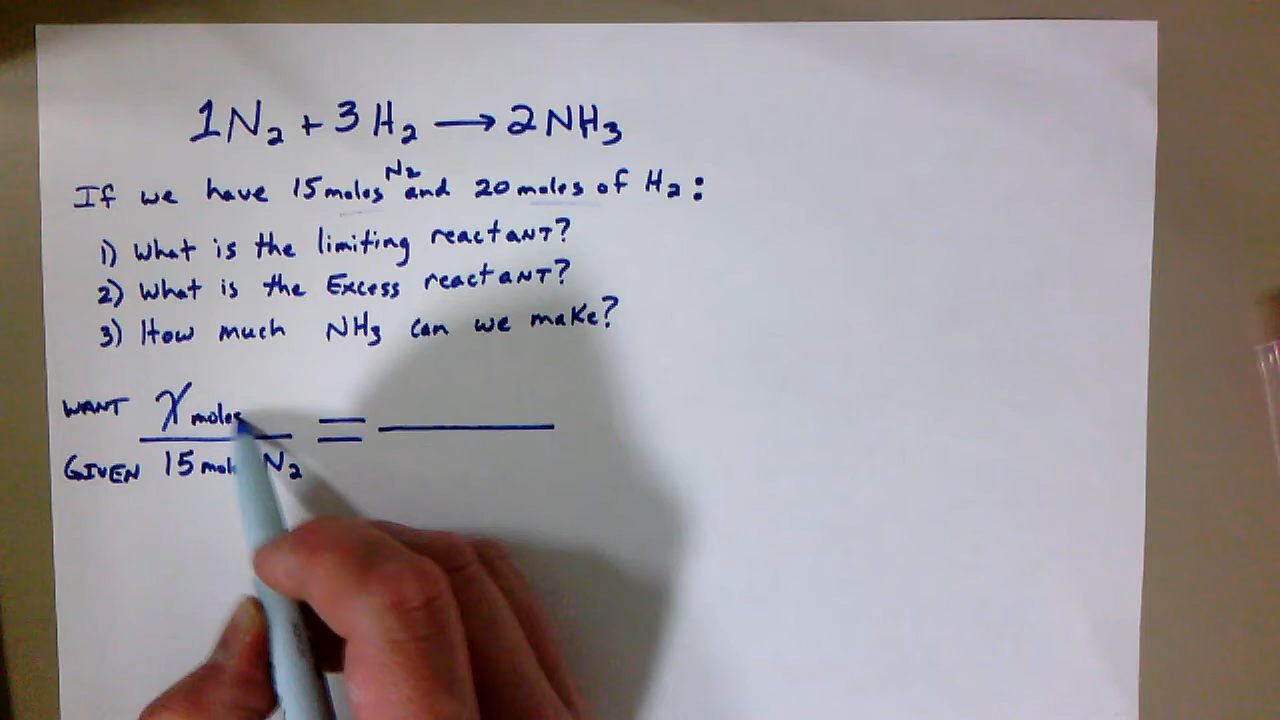 1N₂ + 3H₂ → 2NH₃
If we have 15 moles N₂ and 20 moles of H₂:
1) What is the limiting reactANT?
2) What is the Excess reactANT?
3) How much NH₃ can we make?
WANT X moles = 
GIVEN 15 mol N₂